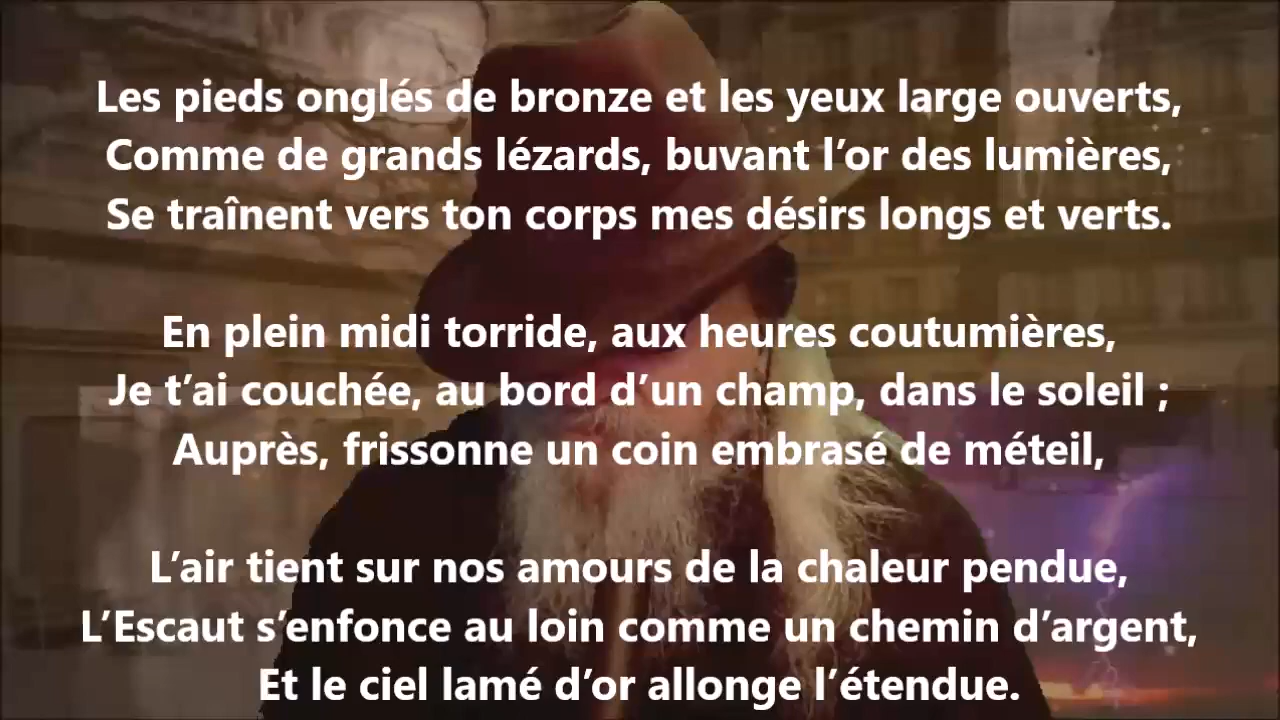 Les pieds onglés de bronze et les yeux large ouverts,
Comme de grands lézards, buvant l’or des lumières,
Se traînent vers ton corps mes désirs longs et verts.
En plein midi torride, aux heures coutumières,
Je t’ai couchée, au bord d’un champ, dans le soleil ;
Auprès, frissonne un coin embrasé de méteil,
L’air tient sur nos amours de la chaleur pendue,
L’Escaut s’enfonce au loin comme un chemin d’argent,
Et le ciel lamé d’or allonge l’étendue.